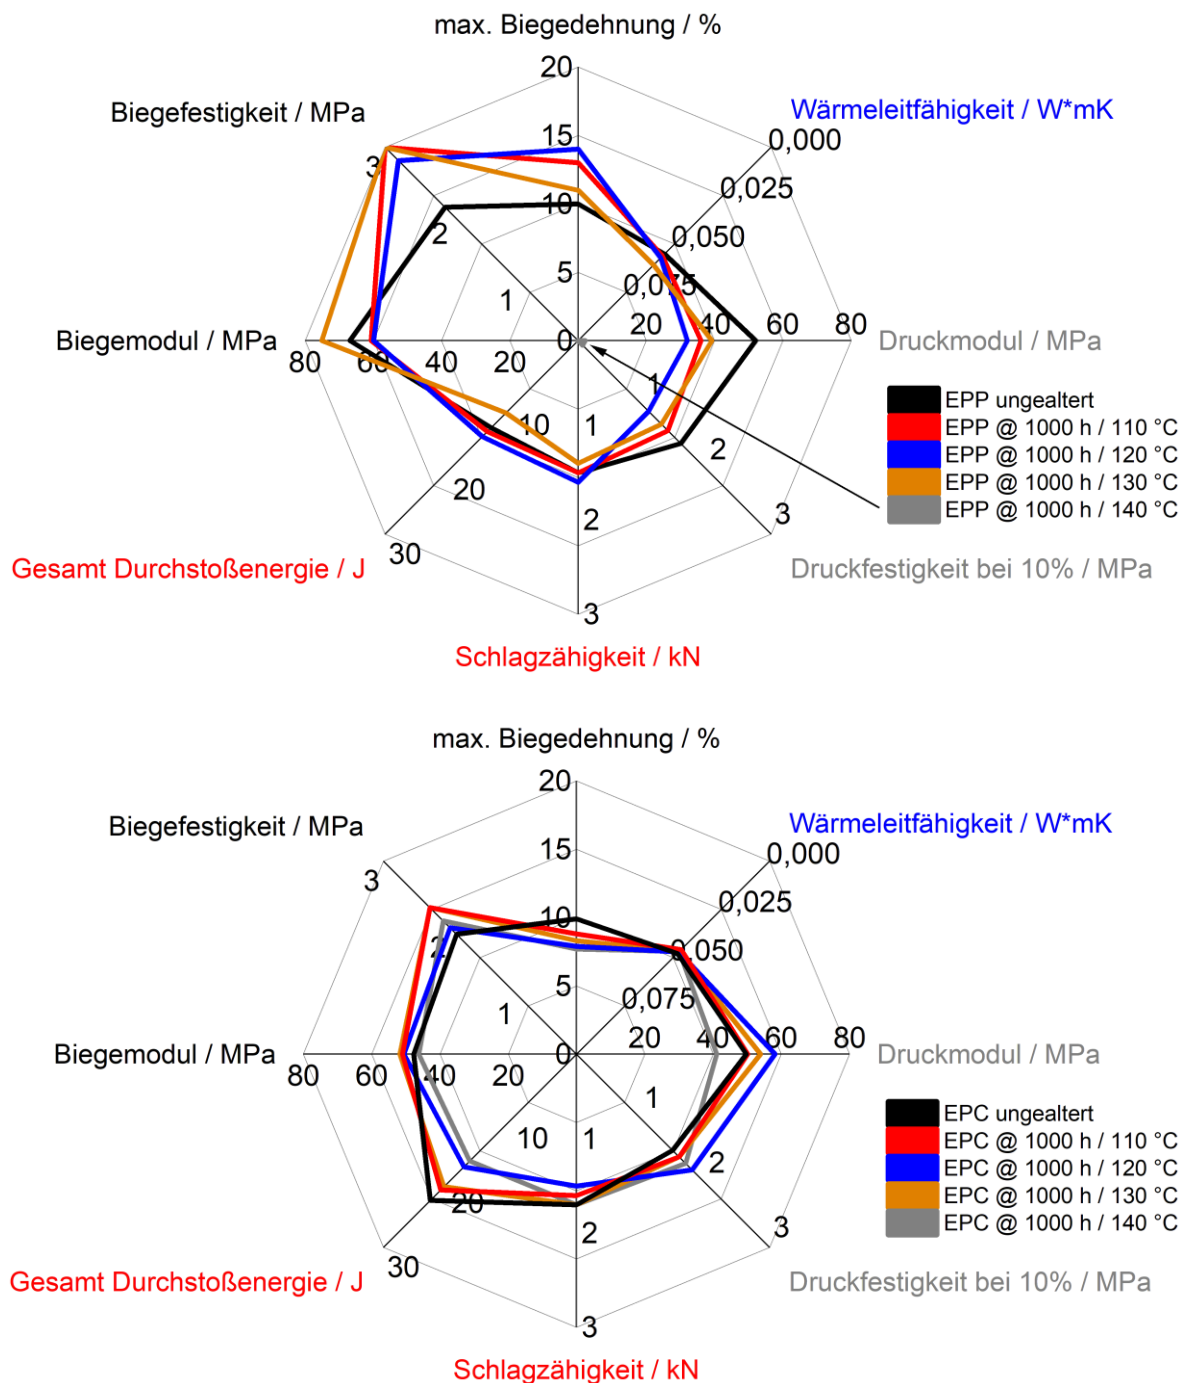 max. Biegedehnung / %
20
Biegefestigkeit / MPa
Wärmeleitfähigkeit / W*mK
0,000
15
3
0,025
10
2
0,050
5
0,075
1
Biegemodul / MPa
80
60
40
20
0
20
40
60
80
Druckmodul / MPa
1
EPP ungealtert
10
1
EPP @ 1000 h / 110 °C
2
EPP @ 1000 h / 120 °C
20
EPP @ 1000 h / 130 °C
2
3
EPP @ 1000 h / 140 °C
30
Gesamt Durchstoßenergie / J
Druckfestigkeit bei 10% / MPa
3
Schlagzähigkeit / kN
max. Biegedehnung / %
20
Biegefestigkeit / MPa
Wärmeleitfähigkeit / W*mK
0,000
15
3
0,025
10
2
0,050
5
0,075
1
Biegemodul / MPa
80
60
40
20
0
20
40
60
80
Druckmodul / MPa
1
EPC ungealtert
10
1
EPC @ 1000 h / 110 °C
2
EPC @ 1000 h / 120 °C
20
EPC @ 1000 h / 130 °C
2
3
EPC @ 1000 h / 140 °C
30
Gesamt Durchstoßenergie / J
Druckfestigkeit bei 10% / MPa
3
Schlagzähigkeit / kN